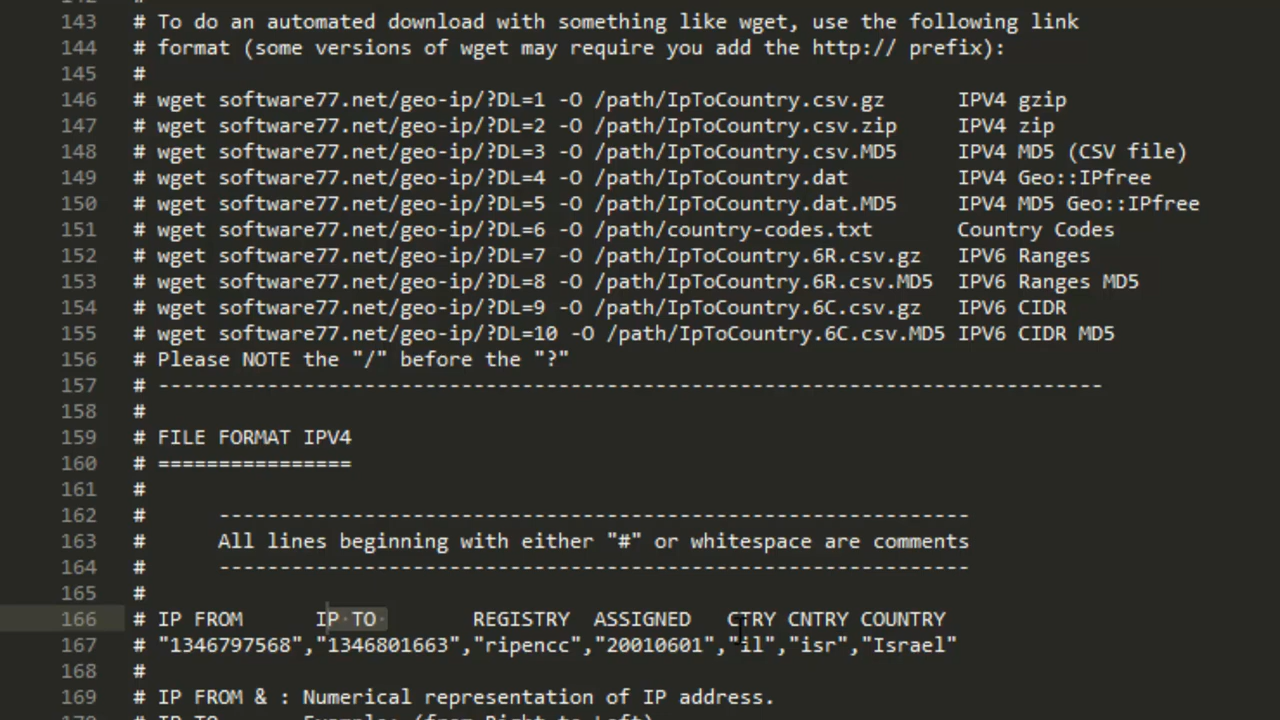 143 # To do an automated download with something like wget, use the following link
144 # format (some versions of wget may require you add the http:// prefix):
145 #
146 # wget software77.net/geo-ip/?DL=1 -O /path/IpToCountry.csv.gz      IPV4 gzip
147 # wget software77.net/geo-ip/?DL=2 -O /path/IpToCountry.csv.zip     IPV4 zip
148 # wget software77.net/geo-ip/?DL=3 -O /path/IpToCountry.csv.MD5     IPV4 MD5 (CSV file)
149 # wget software77.net/geo-ip/?DL=4 -O /path/IpToCountry.dat         IPV4 Geo::IPfree
150 # wget software77.net/geo-ip/?DL=5 -O /path/IpToCountry.dat.MD5     IPV4 MD5 Geo::IPfree
151 # wget software77.net/geo-ip/?DL=6 -O /path/country-codes.txt       Country Codes
152 # wget software77.net/geo-ip/?DL=7 -O /path/IpToCountry.6R.csv.gz   IPV6 Ranges
153 # wget software77.net/geo-ip/?DL=8 -O /path/IpToCountry.6R.csv.MD5  IPV6 Ranges MD5
154 # wget software77.net/geo-ip/?DL=9 -O /path/IpToCountry.6C.csv.gz   IPV6 CIDR
155 # wget software77.net/geo-ip/?DL=10 -O /path/IpToCountry.6C.csv.MD5 IPV6 CIDR MD5
156 # Please NOTE the "/" before the "?"
157 # ------------------------------------------------------------------------------
158 #
159 # FILE FORMAT IPV4
160 # ================
161 #
162 #      --------------------------------------------------------------
163 #      All lines beginning with either "#" or whitespace are comments
164 #      --------------------------------------------------------------
165 #
166 # IP FROM      IP TO        REGISTRY  ASSIGNED   CTRY CNTRY COUNTRY
167 # "1346797568","1346801663","ripencc","20010601","il","isr","Israel"
168 #
169 # IP FROM & : Numerical representation of IP address.
170 # IP TO       Example: (from Right to Left)